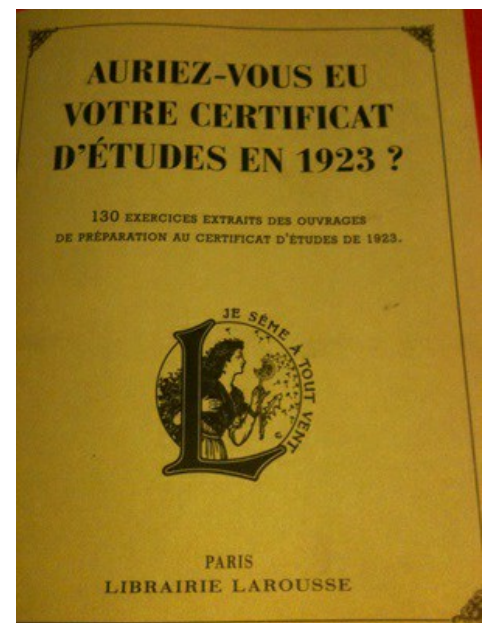 AURIEZ-VOUS EU
VOTRE CERTIFICAT
D'ÉTUDES EN 1923 ?
130 EXERCICES EXTRAITS DES OUVRAGES
DE PRÉPARATION AU CERTIFICAT D'ÉTUDES DE 1923.
JE SÈME À TOUT VENT
L
PARIS
LIBRAIRIE LAROUSSE